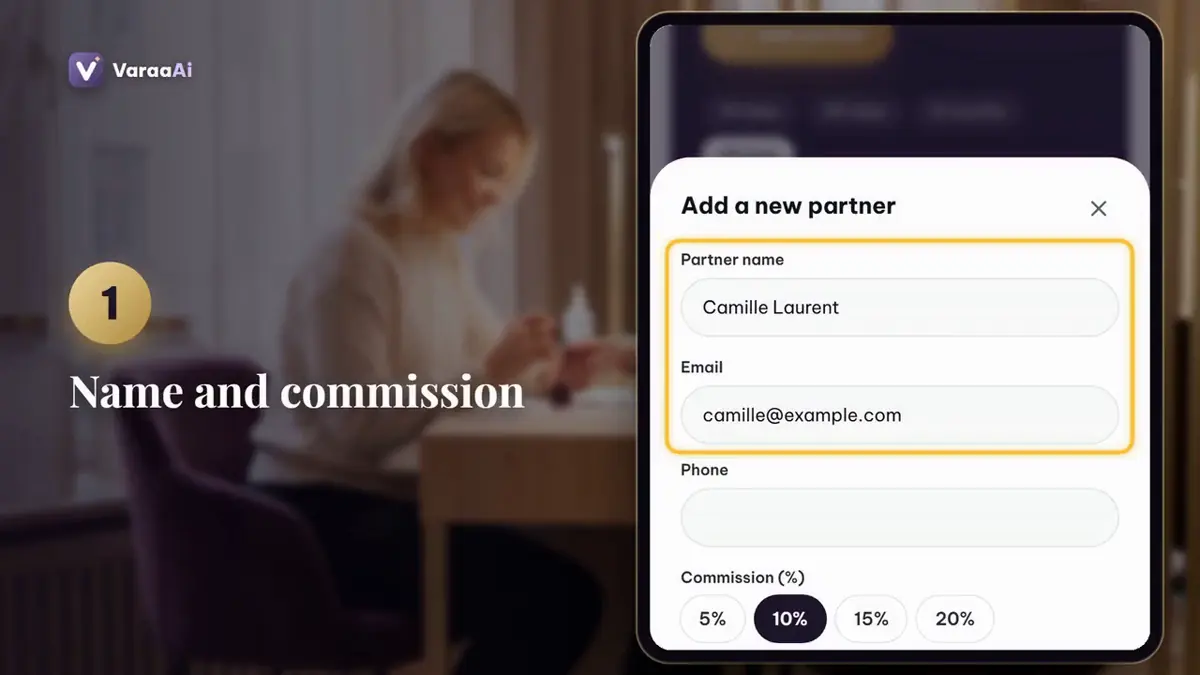 VaraaAi
1
Name and commission
Add a new partner
Partner name
Camille Laurent
Email
camille@example.com
Phone
Commission (%)
5%
10%
15%
20%